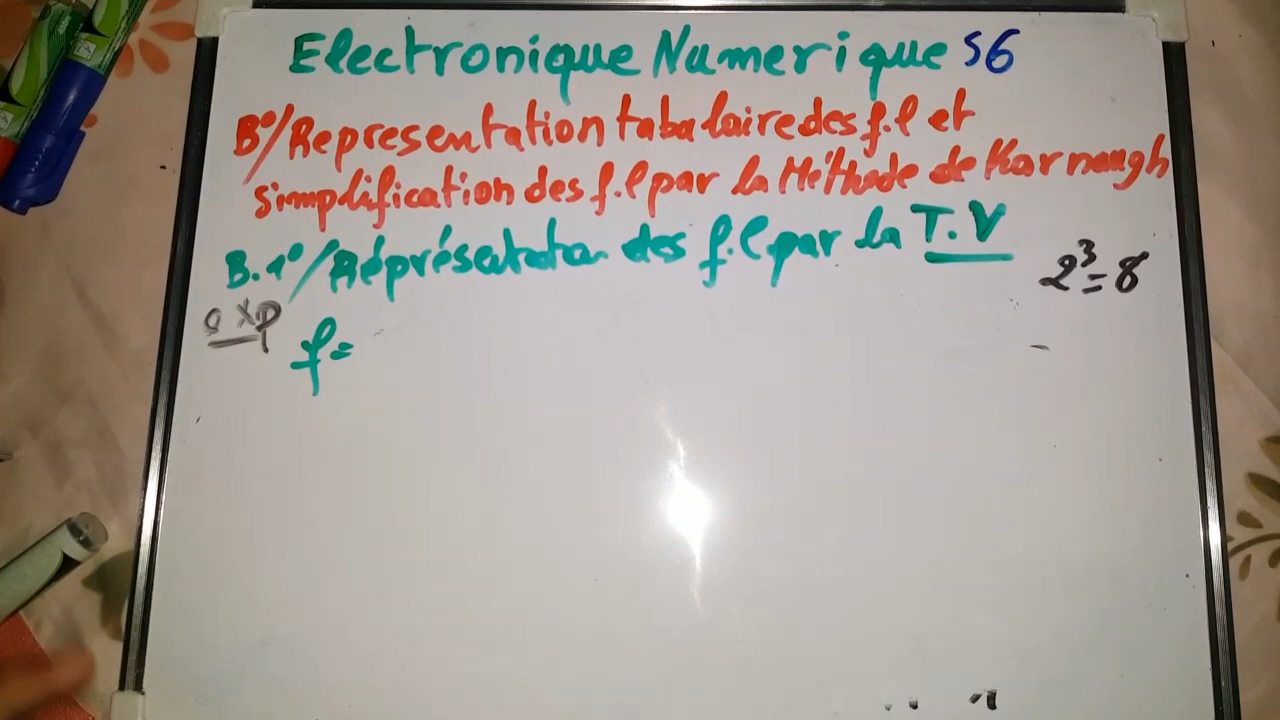 Electronique Numerique S6
B°/Representation tabulaire des f.l et
simplification des f.l par la Méthode de Karnaugh
B.1°/Représentation des f.l par la T.V
2³=8
exp
f=